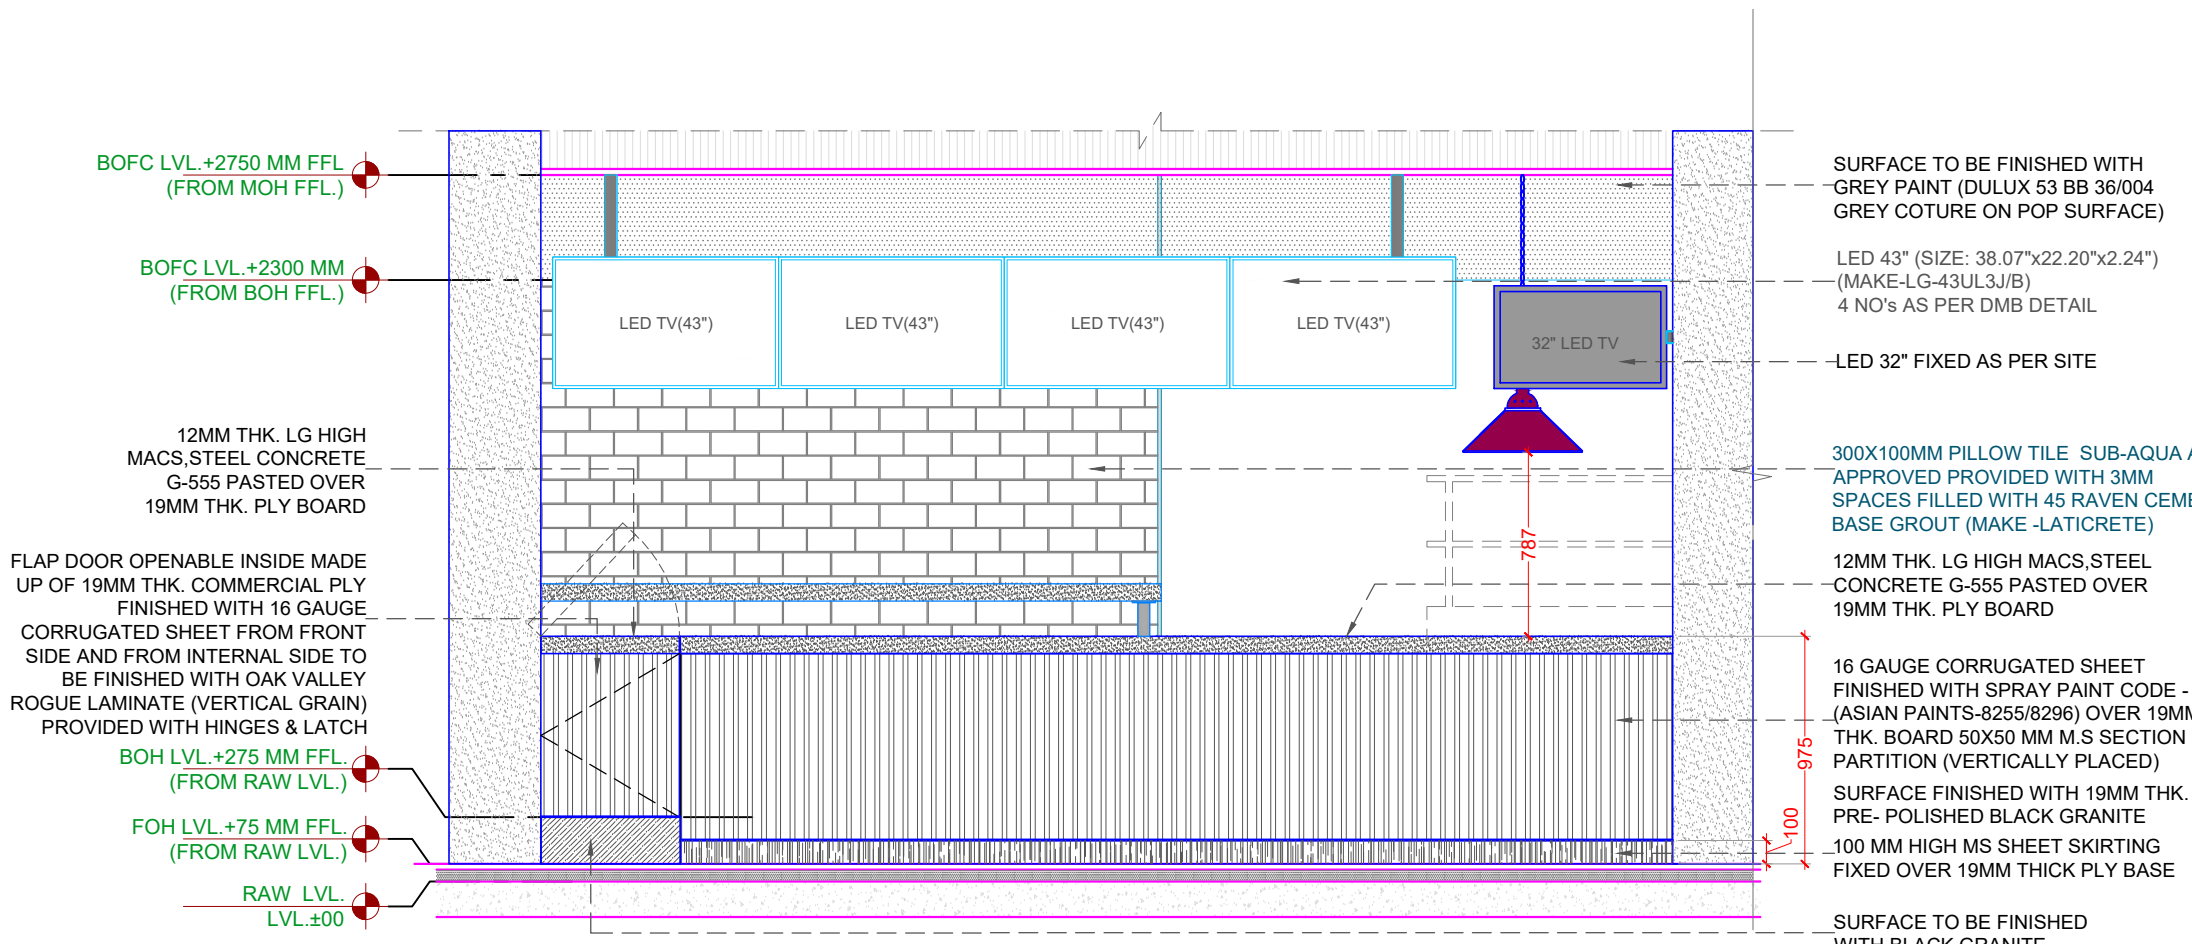 BOFC LVL.+2750 MM FFL
(FROM MOH FFL.)
BOFC LVL.+2300 MM
(FROM BOH FFL.)
12MM THK. LG HIGH
MACS,STEEL CONCRETE
G-555 PASTED OVER
19MM THK. PLY BOARD
FLAP DOOR OPENABLE INSIDE MADE
UP OF 19MM THK. COMMERCIAL PLY
FINISHED WITH 16 GAUGE
CORRUGATED SHEET FROM FRONT
SIDE AND FROM INTERNAL SIDE TO
BE FINISHED WITH OAK VALLEY
ROGUE LAMINATE (VERTICAL GRAIN)
PROVIDED WITH HINGES & LATCH
BOH LVL.+275 MM FFL.
(FROM RAW LVL.)
FOH LVL.+75 MM FFL.
(FROM RAW LVL.)
RAW LVL.
LVL.±00
LED TV(43")
LED TV(43")
LED TV(43")
LED TV(43")
32" LED TV
787
975
100
SURFACE TO BE FINISHED WITH
GREY PAINT (DULUX 53 BB 36/004
GREY COTURE ON POP SURFACE)
LED 43" (SIZE: 38.07"x22.20"x2.24")
(MAKE-LG-43UL3J/B)
4 NO's AS PER DMB DETAIL
LED 32" FIXED AS PER SITE
300X100MM PILLOW TILE SUB-AQUA
APPROVED PROVIDED WITH 3MM
SPACES FILLED WITH 45 RAVEN
BASE GROUT (MAKE -LATICRETE)
12MM THK. LG HIGH MACS,STEEL
CONCRETE G-555 PASTED OVER
19MM THK. PLY BOARD
16 GAUGE CORRUGATED SHEET
FINISHED WITH SPRAY PAINT CODE -
(ASIAN PAINTS-8255/8296) OVER 19MM
THK. BOARD 50X50 MM M.S SECTION
PARTITION (VERTICALLY PLACED)
SURFACE FINISHED WITH 19MM THK.
PRE- POLISHED BLACK GRANITE
100 MM HIGH MS SHEET SKIRTING
FIXED OVER 19MM THICK PLY BASE
SURFACE TO BE FINISHED
WITH BLACK GRANITE